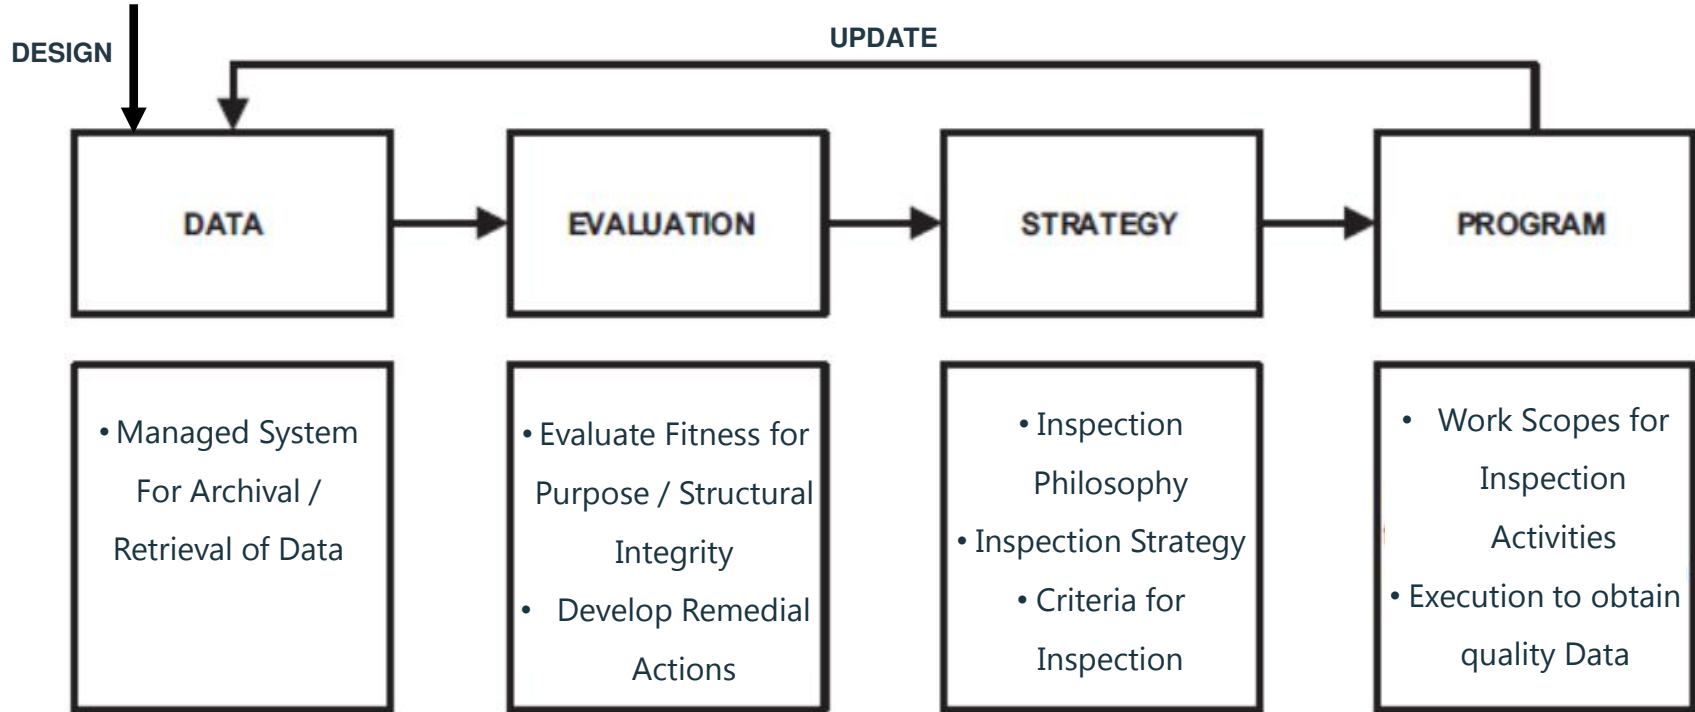 DESIGN
UPDATE
DATA
EVALUATION
STRATEGY
PROGRAM
• Managed System
For Archival /
Retrieval of Data
• Evaluate Fitness for
Purpose / Structural
Integrity
• Develop Remedial
Actions
• Inspection
Philosophy
• Inspection Strategy
• Criteria for
Inspection
• Work Scopes for
Inspection
Activities
• Execution to obtain
quality Data